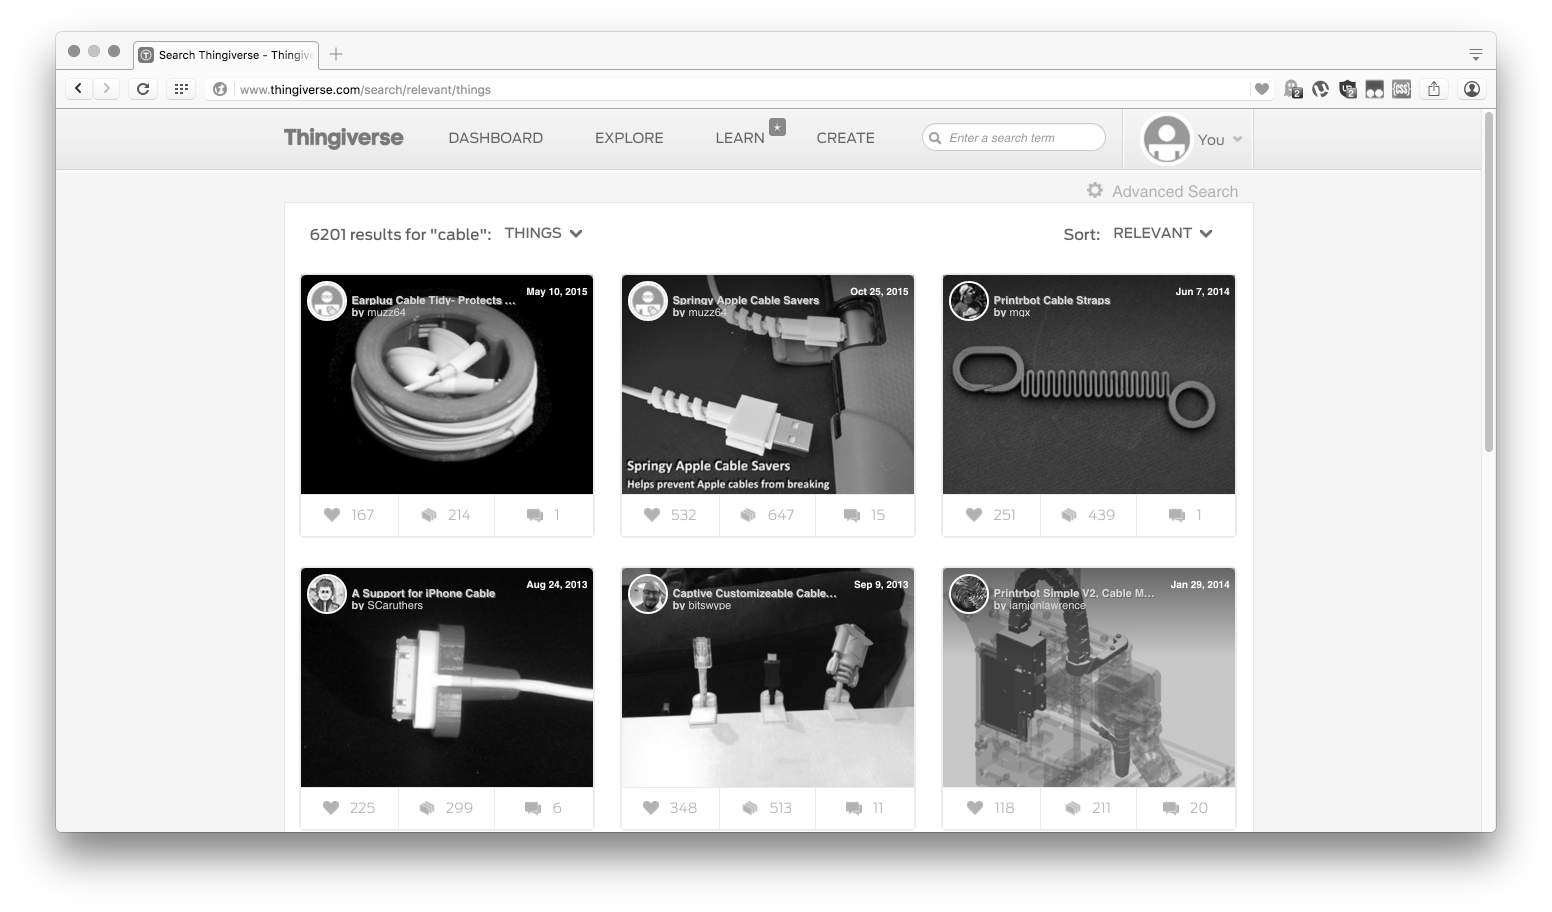 Search Thingiverse - Thingiv
www.thingiverse.com/search/relevant/things
2
2
CSS
Thingiverse
DASHBOARD
EXPLORE
LEARN
CREATE
Enter a search term
You
Advanced Search
6201 results for "cable": THINGS
Sort: RELEVANT
Earplug Cable Tidy- Protects ...
by muzz64
May 10, 2015
167
214
1
Springy Apple Cable Savers
by muzz64
Oct 25, 2015
Springy Apple Cable Savers
Helps prevent Apple cables from breaking
532
647
15
Printrbot Cable Straps
by mgx
Jun 7, 2014
251
439
1
A Support for iPhone Cable
by SCaruthers
Aug 24, 2013
225
299
6
Captive Customizeable Cable...
by bitswype
Sep 9, 2013
348
513
11
Printrbot Simple V2, Cable M...
by iamjonlawrence
Jan 29, 2014
118
211
20